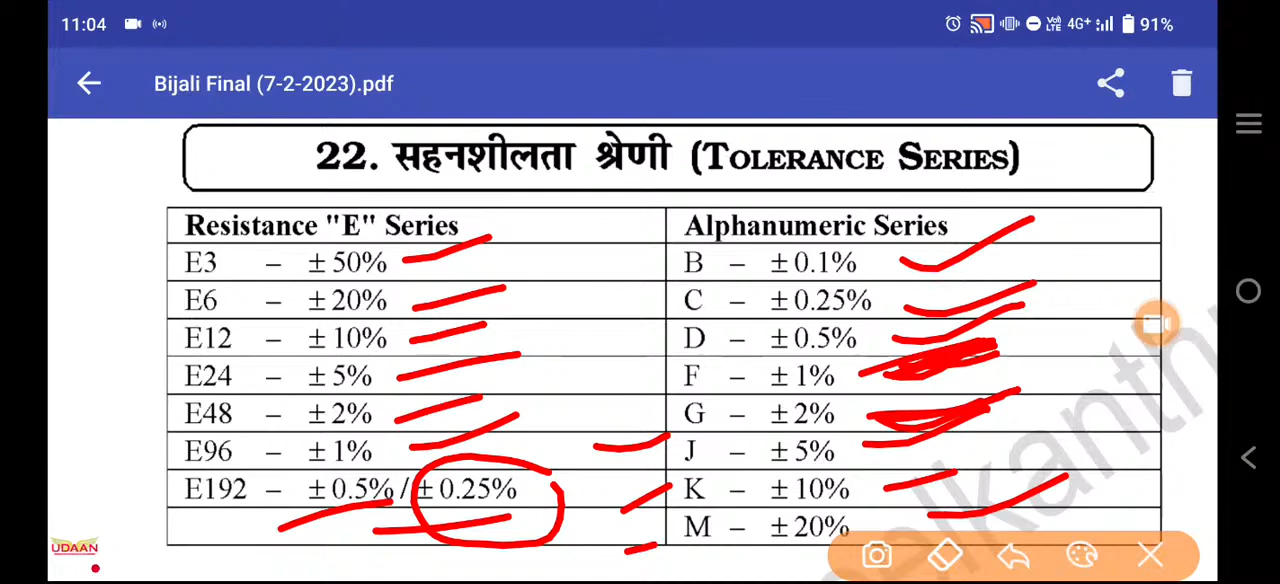 11:04 4G+ 91%
Bijali Final (7-2-2023).pdf
22. सहनशीलता श्रेणी (TOLERANCE SERIES)
Resistance "E" Series Alphanumeric Series
E3 – ±50% B – ±0.1%
E6 – ±20% C – ±0.25%
E12 – ±10% D – ±0.5%
E24 – ±5% F – ±1%
E48 – ±2% G – ±2%
E96 – ±1% J – ±5%
E192 – ±0.5% / ±0.25% K – ±10%
M – ±20%
UDAAN